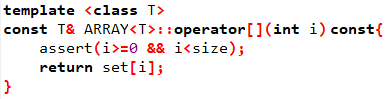 template <class T>
const T& ARRAY<T>::operator[](int i)const{
    assert(i>=0 && i<size);
    return set[i];
}